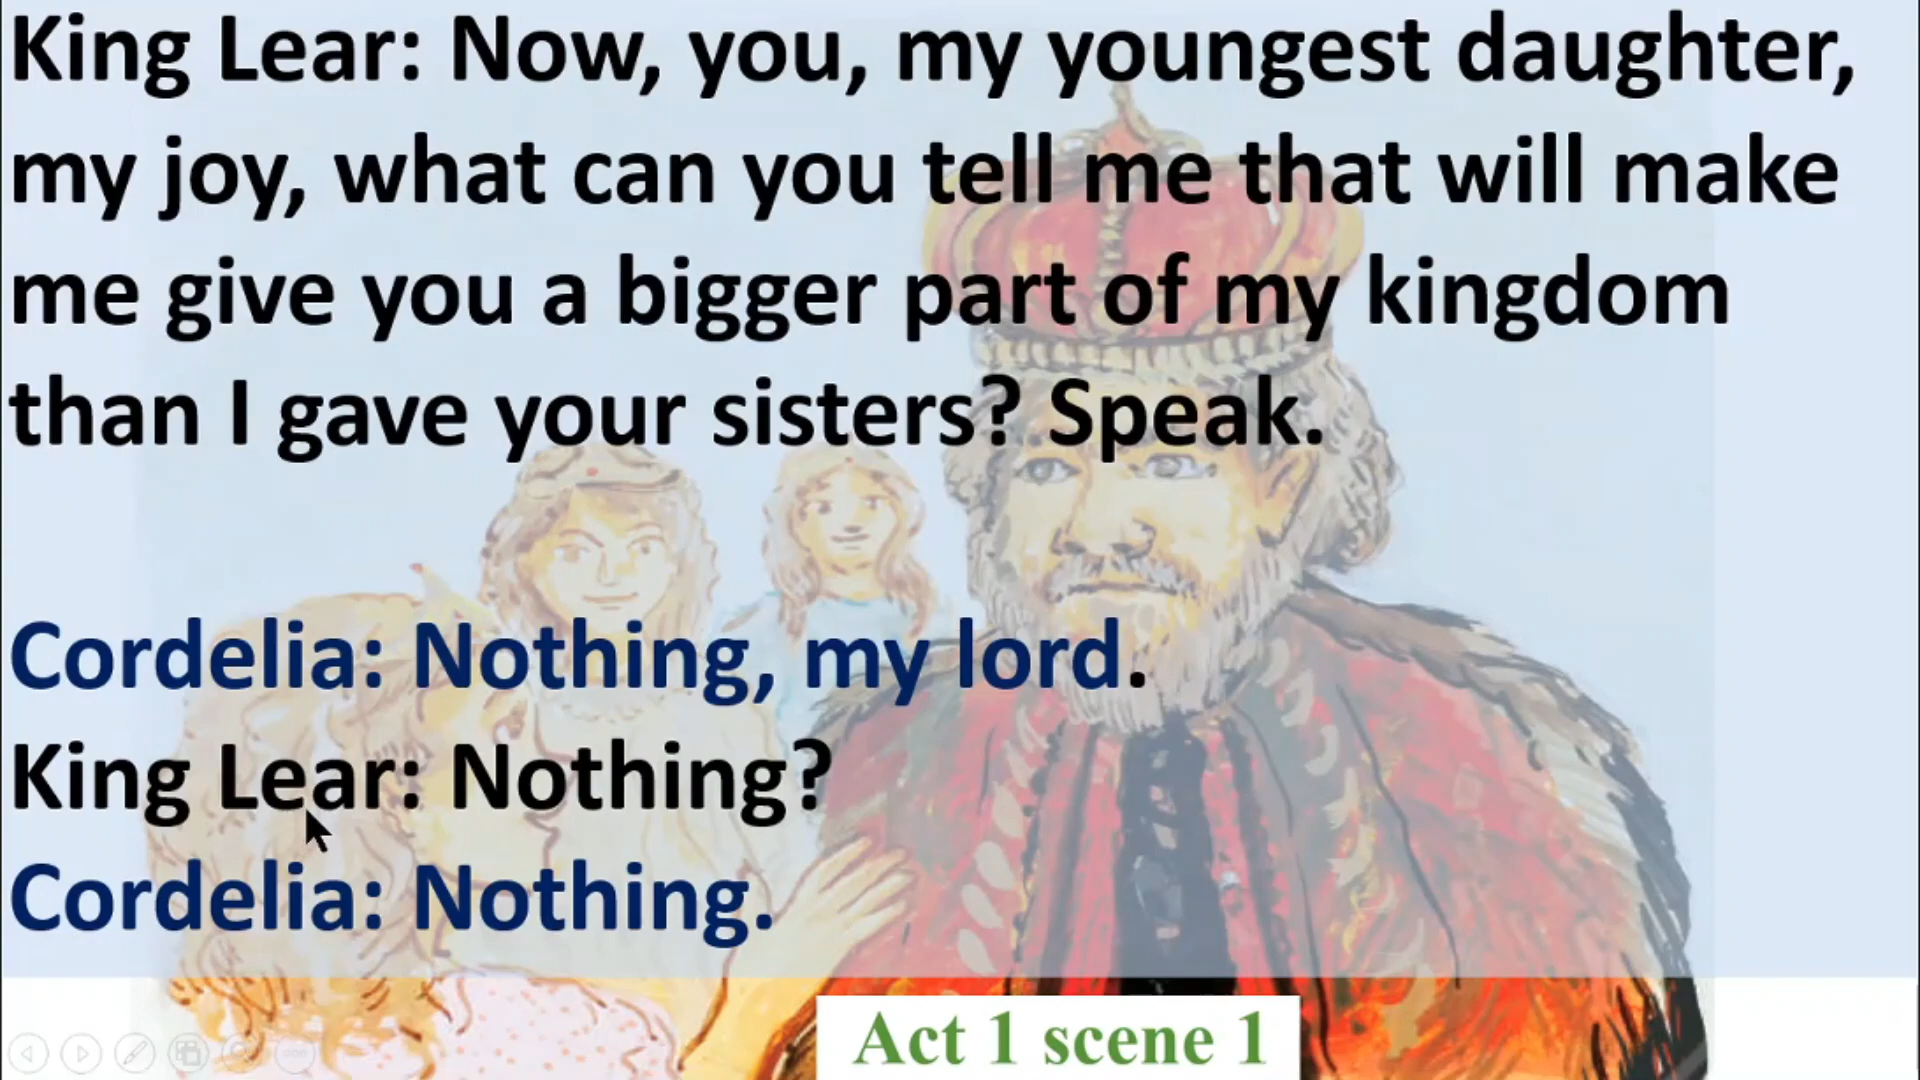 King Lear: Now, you, my youngest daughter,
my joy, what can you tell me that will make
me give you a bigger part of my kingdom
than I gave your sisters? Speak.
Cordelia: Nothing, my lord.
King Lear: Nothing?
Cordelia: Nothing.
Act 1 scene 1